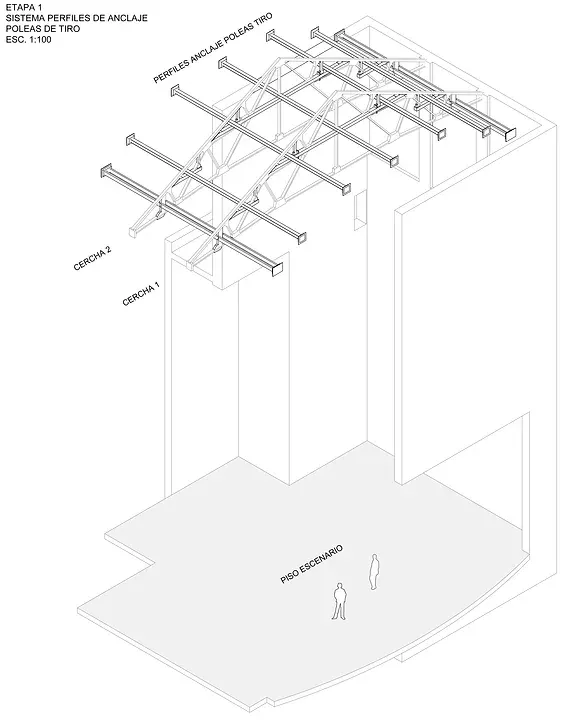 ETAPA 1
SISTEMA PERFILES DE ANCLAJE
POLEAS DE TIRO
ESC. 1:100
PERFILES ANCLAJE POLEAS TIRO
CERCHA 2
CERCHA 1
PISO ESCENARIO